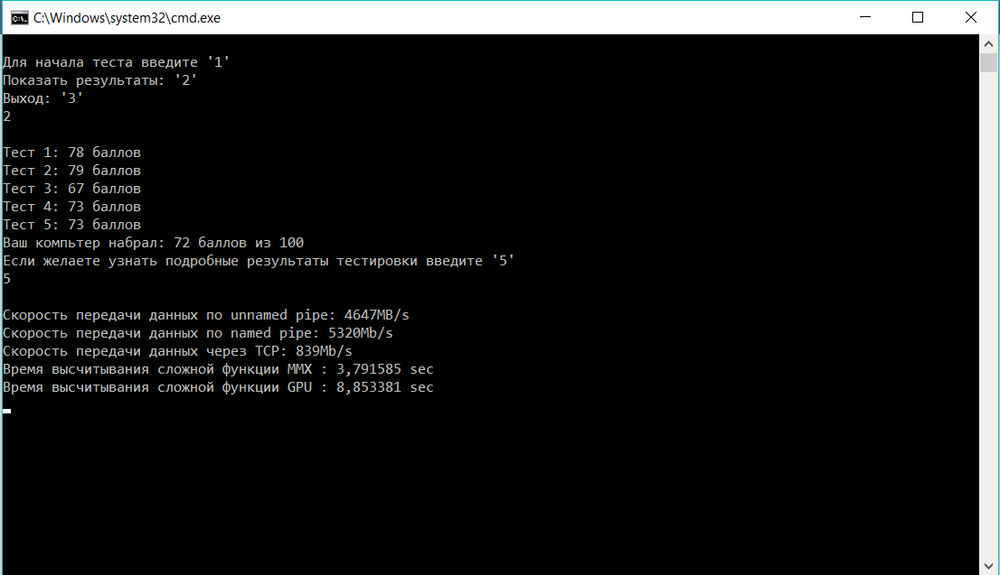 C:\Windows\system32\cmd.exe
Для начала теста введите '1'
Показать результаты: '2'
Выход: '3'
2
Тест 1: 78 баллов
Тест 2: 79 баллов
Тест 3: 67 баллов
Тест 4: 73 баллов
Тест 5: 73 баллов
Ваш компьтер набрал: 72 баллов из 100
Если желаете узнать подробные результаты тестировки введите '5'
5
Скорость передачи данных по unnamed pipe: 4647MB/s
Скорость передачи данных по named pipe: 5320Mb/s
Скорость передачи данных через TCP: 839Mb/s
Время высчитывания сложной функции MMX : 3,791585 sec
Время высчитывания сложной функции GPU : 8,853381 sec